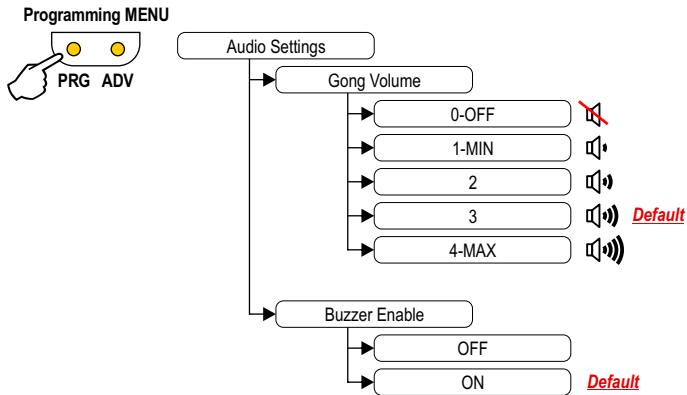 Programming MENU
PRG ADV
Audio Settings
Gong Volume
0-OFF
1-MIN
2
3 Default
4-MAX
Buzzer Enable
OFF
ON Default